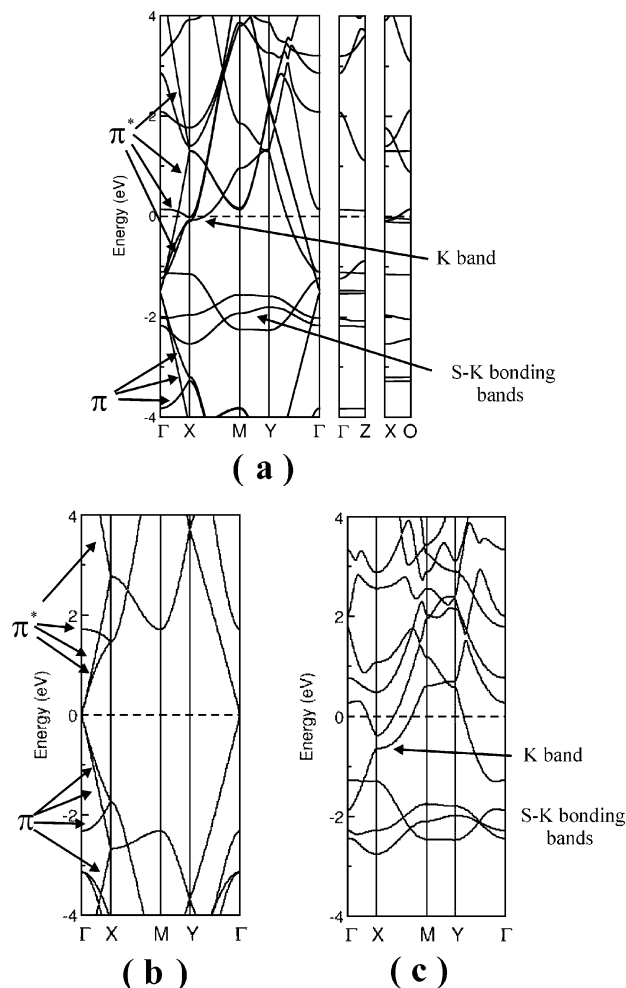 4
2
0
-2
-4
Energy (eV)
π*
π
K band
S-K bonding
bands
Γ X M Y Γ Γ Z X O
( a )
4
2
0
-2
-4
Energy (eV)
π*
π
Γ X M Y Γ
( b )
4
2
0
-2
-4
Energy (eV)
K band
S-K bonding
bands
Γ X M Y Γ
( c )